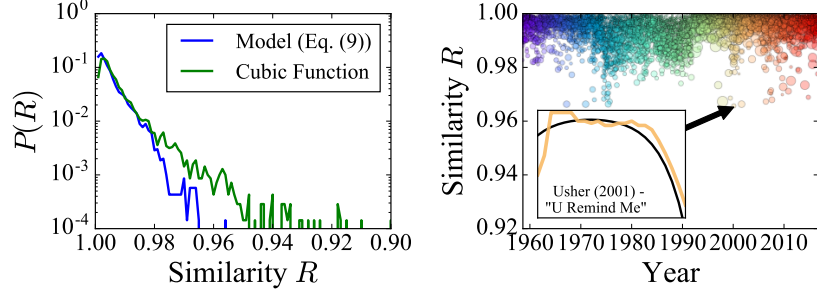 10⁰
10⁻¹
10⁻²
10⁻³
10⁻⁴
P(R)
Model (Eq. (9))
Cubic Function
1.00 0.98 0.96 0.94 0.92 0.90
Similarity R
1.00
0.98
0.96
0.94
0.92
Similarity R
Usher (2001) -
"U Remind Me"
1960 1970 1980 1990 2000 2010
Year